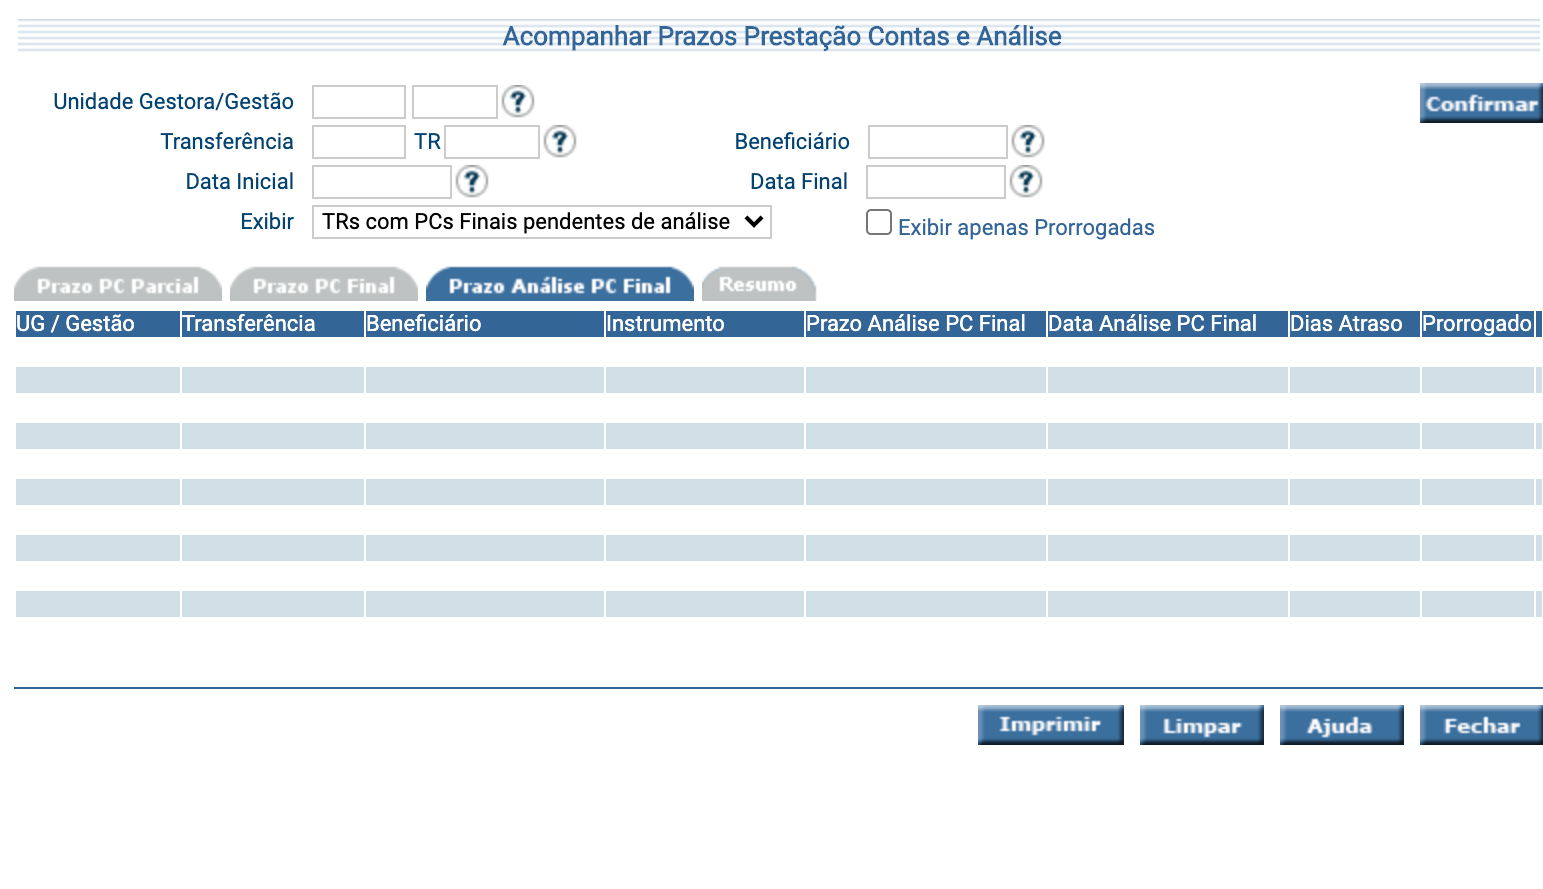 Acompanhar Prazos Prestação Contas e Análise
Unidade Gestora/Gestão ? Confirmar
Transferência TR ? Beneficiário ?
Data Inicial ? Data Final ?
Exibir TRs com PCs Finais pendentes de análise Exibir apenas Prorrogadas
Prazo PC Parcial Prazo PC Final Prazo Análise PC Final Resumo
UG / Gestão Transferência Beneficiário Instrumento Prazo Análise PC Final Data Análise PC Final Dias Atraso Prorrogado
Imprimir Limpar Ajuda Fechar